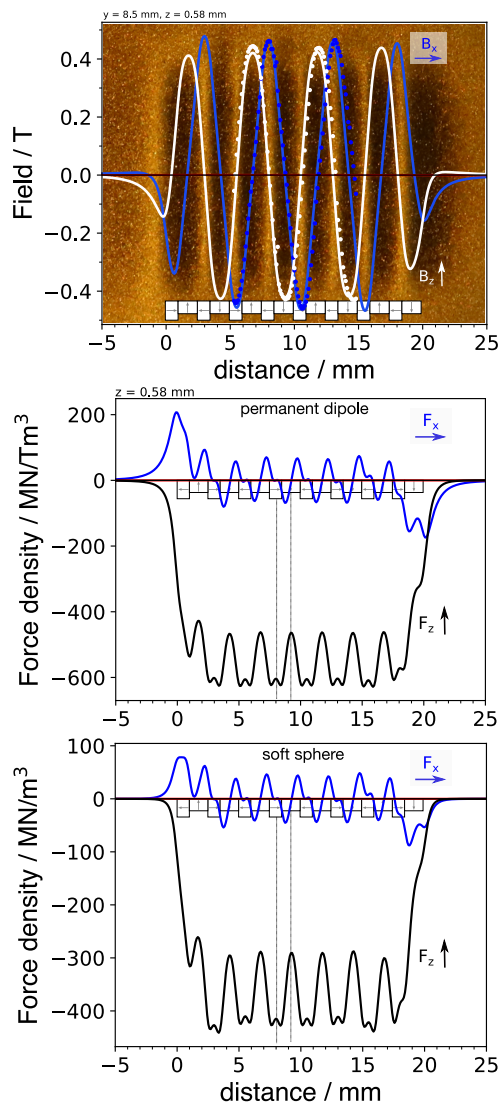 y = 8.5 mm, z = 0.58 mm
Field / T
0.4
0.2
0.0
−0.2
−0.4
Bx
Bz
−5 0 5 10 15 20 25
distance / mm
z = 0.58 mm
permanent dipole
Force density / MN/Tm³
200
0
−200
−400
−600
Fx
Fz
−5 0 5 10 15 20 25
soft sphere
Force density / MN/m³
100
0
−100
−200
−300
−400
Fx
Fz
−5 0 5 10 15 20 25
distance / mm